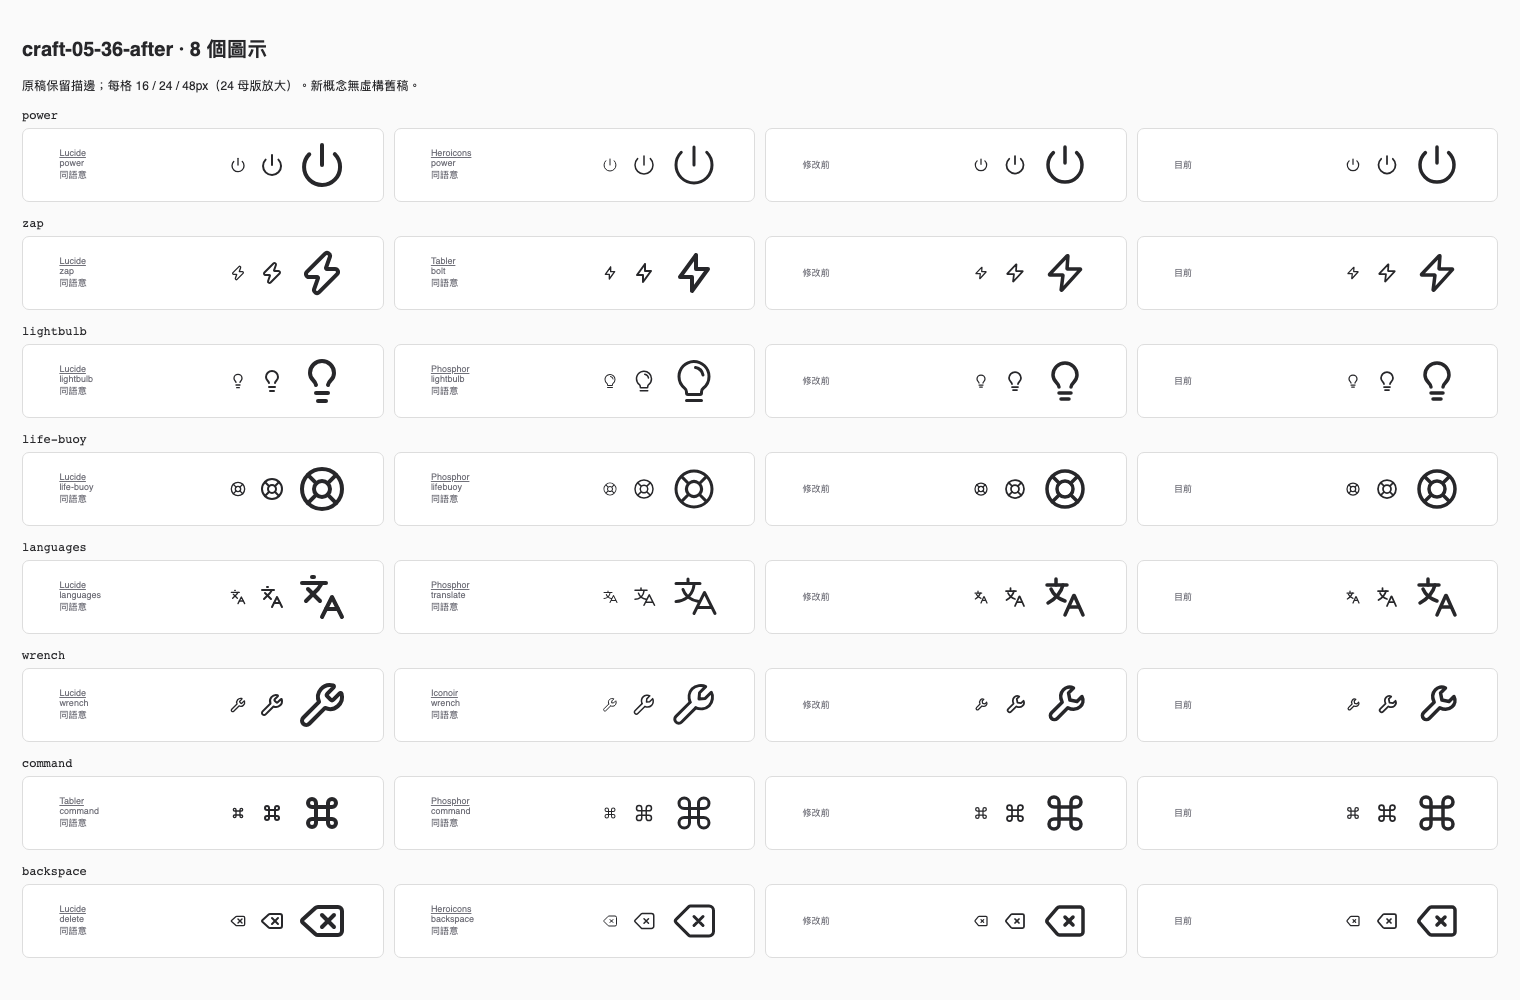 craft-05-36-after · 8 個圖示
原稿保留描邊；每格 16 / 24 / 48px（24 母版放大）。新概念無虛構舊稿。
power
Lucide
power
同語意
Heroicons
power
同語意
修改前
目前
zap
Lucide
zap
同語意
Tabler
bolt
同語意
修改前
目前
lightbulb
Lucide
lightbulb
同語意
Phosphor
lightbulb
同語意
修改前
目前
life-buoy
Lucide
life-buoy
同語意
Phosphor
lifebuoy
同語意
修改前
目前
languages
Lucide
languages
同語意
Phosphor
translate
同語意
修改前
目前
wrench
Lucide
wrench
同語意
Iconoir
wrench
同語意
修改前
目前
command
Tabler
command
同語意
Phosphor
command
同語意
修改前
目前
backspace
Lucide
delete
同語意
Heroicons
backspace
同語意
修改前
目前